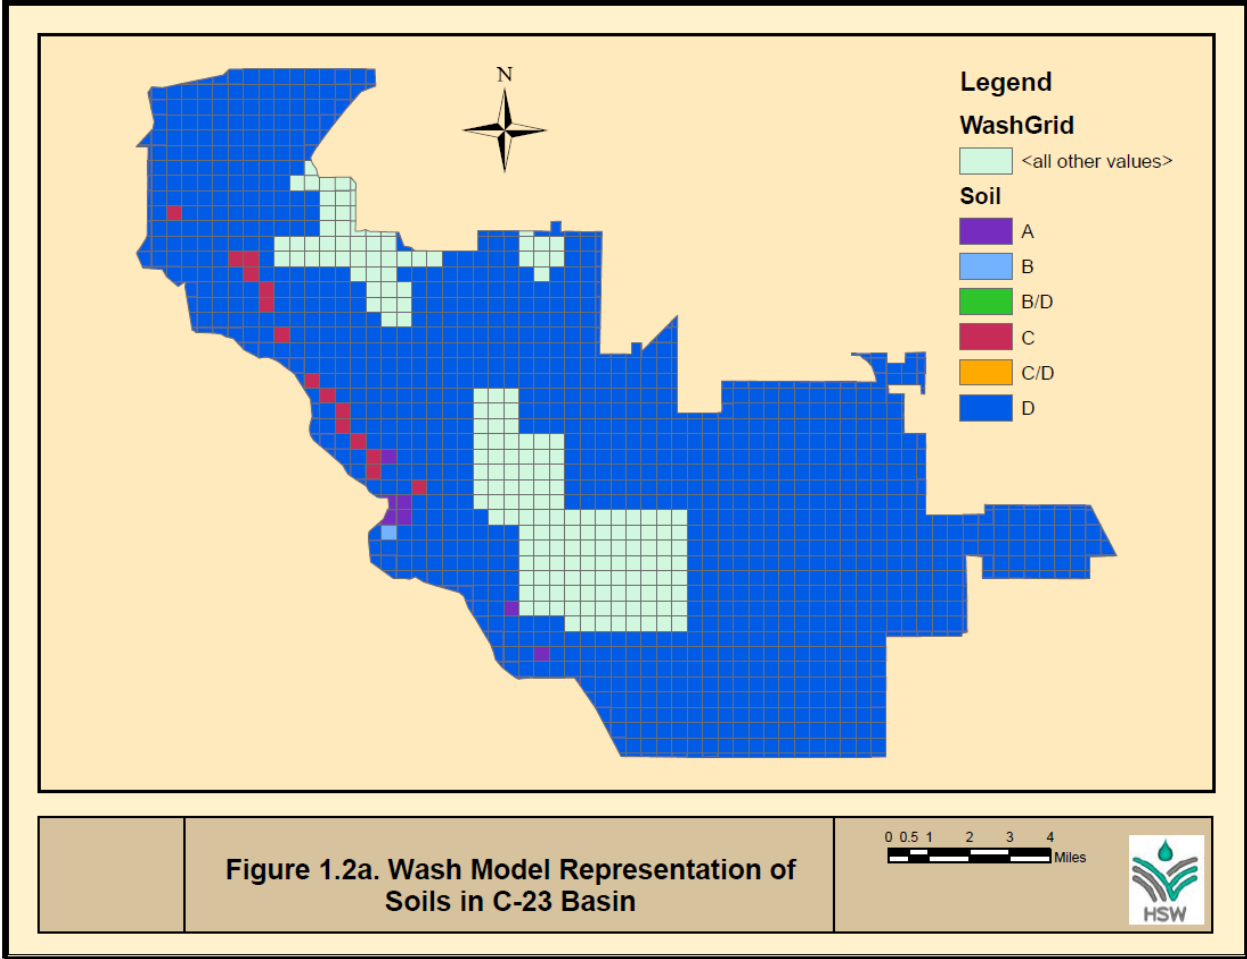 N
Legend
WashGrid
<all other values>
Soil
A
B
B/D
C
C/D
D
Figure 1.2a. Wash Model Representation of
Soils in C-23 Basin
0 0.5 1 2 3 4
Miles
HSW